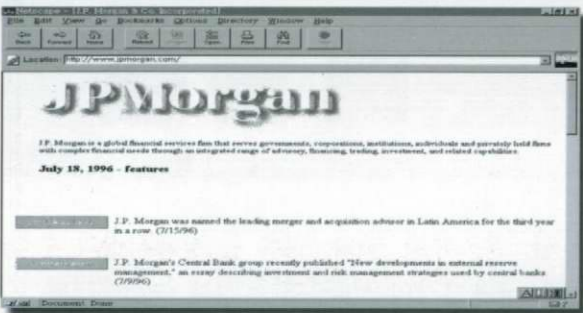 Netscape - [J.P. Morgan & Co. Incorporated]
File Edit View Go Bookmarks Options Directory Window Help
Back Forward Home Reload Open Print Find
Location: http://www.jpmorgan.com/
JPMorgan
J.P. Morgan is a global financial services firm that serves governments, corporations, institutions, individuals and privately held firms
with complex financial needs through an integrated range of advisory, financing, trading, investment, and related capabilities.
July 18, 1996 - features
J.P. Morgan was named the leading merger and acquisition advisor in Latin America for the third year
in a row. (7/15/96)
J.P. Morgan's Central Bank group recently published "New developments in external reserve
management," an essay describing investment and risk management strategies used by central banks
(7/9/96)
Document: Done